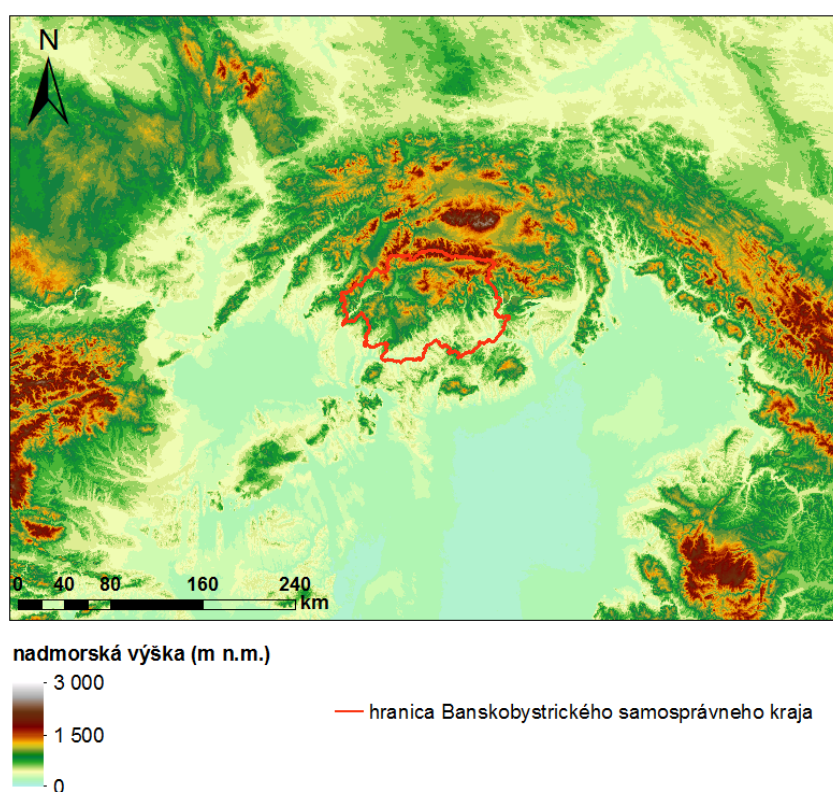 N
0 40 80 160 240
km
nadmorská výška (m n.m.)
3 000
1 500
0
hranica Banskobystrického samosprávneho kraja